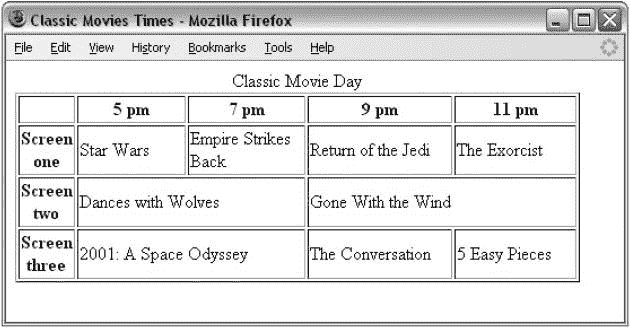 Classic Movies Times - Mozilla Firefox
File Edit View History Bookmarks Tools Help
Classic Movie Day
5 pm 7 pm 9 pm 11 pm
Screen one Star Wars Empire Strikes Back Return of the Jedi The Exorcist
Screen two Dances with Wolves Gone With the Wind
Screen three 2001: A Space Odyssey The Conversation 5 Easy Pieces